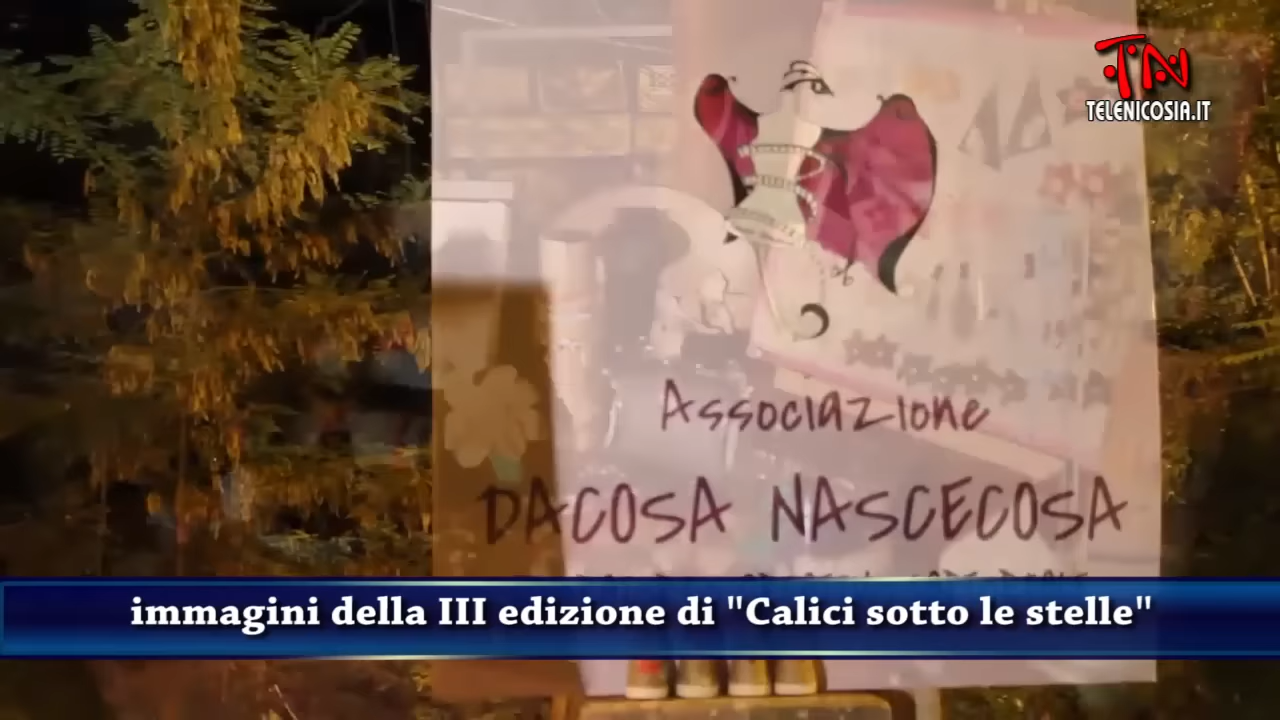 TN
TELENICOSIA.IT
Associazione
DACOSA NASCECOSA
immagini della III edizione di "Calici sotto le stelle"